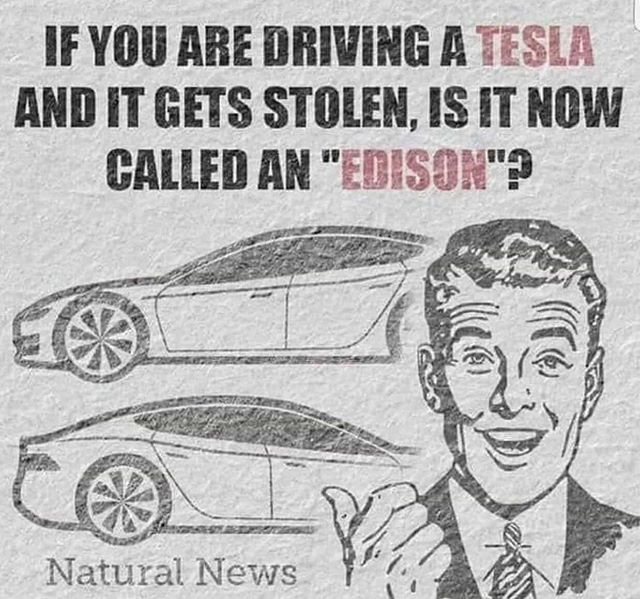 IF YOU ARE DRIVING A TESLA
AND IT GETS STOLEN, IS IT NOW
CALLED AN "EDISON"?
Natural News